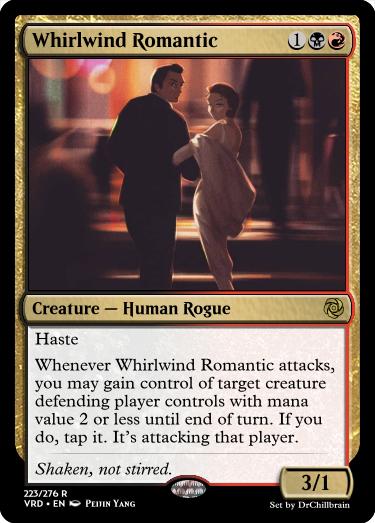 Whirlwind Romantic 1
Creature — Human Rogue
Haste
Whenever Whirlwind Romantic attacks,
you may gain control of target creature
defending player controls with mana
value 2 or less until end of turn. If you
do, tap it. It's attacking that player.
Shaken, not stirred.
3/1
223/276 R
VRD • EN Peijin Yang
Set by DrChillbrain